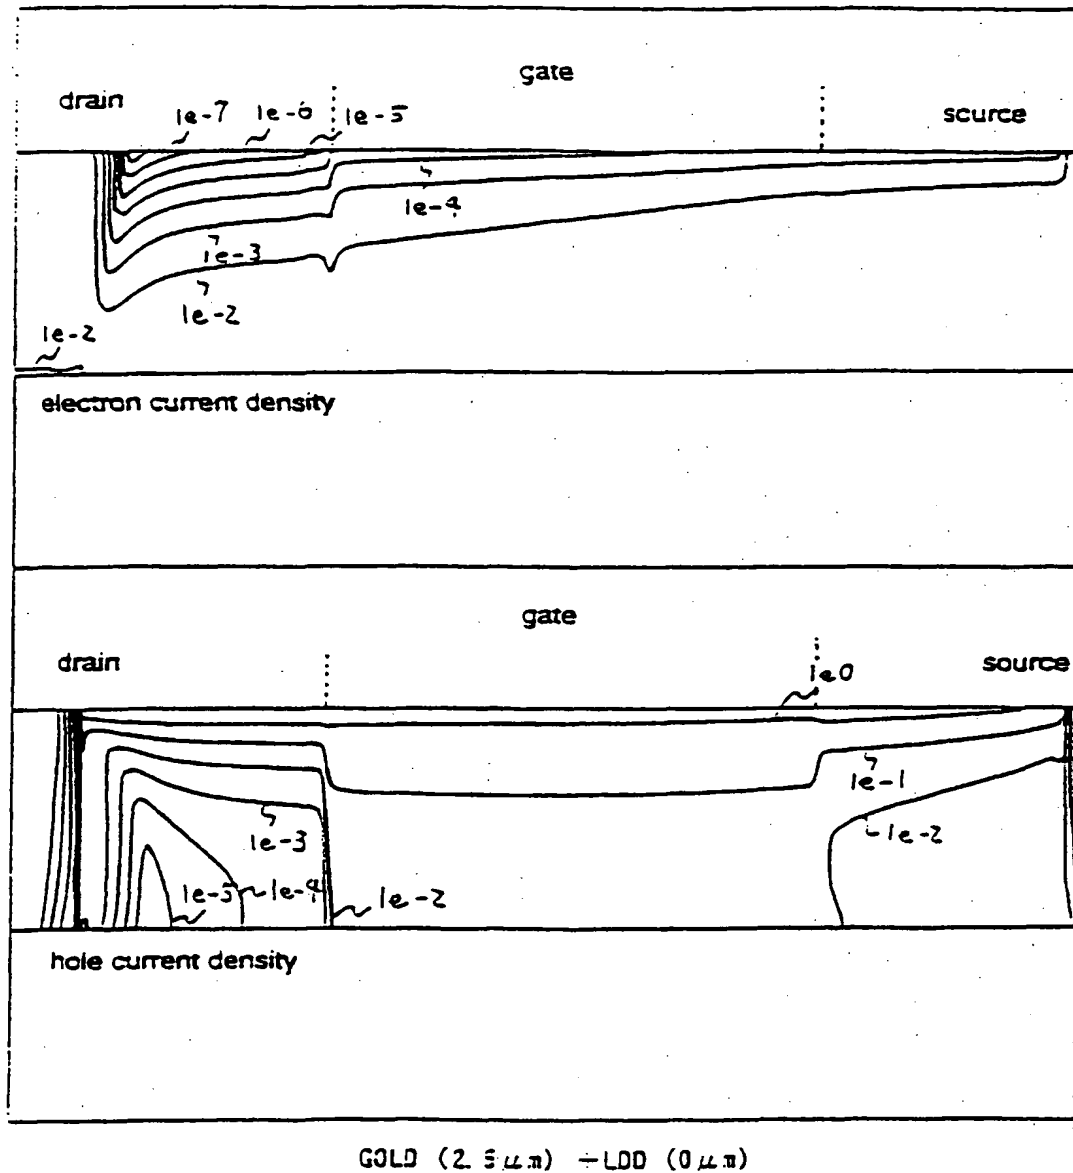 gate
drain
source
1e-7 1e-6 1e-5
1e-4
1e-3
1e-2
1e-2
electron current density
gate
drain
source
1e0
1e-1
1e-3
1e-2
1e-5 1e-4 1e-2
hole current density
GOLD (2.5μm) -LDD (0μm)